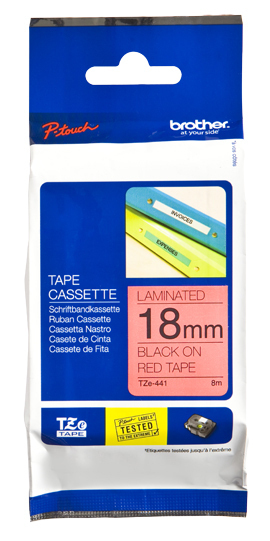 P-touch
brother
at your side
INVOICES
EXPENSES
TAPE
CASSETTE
Schriftbandkassette
Ruban Cassette
Cassetta Nastro
Casete de Cinta
Cassete de Fita
LAMINATED
18mm
BLACK ON
RED TAPE
TZe-441
8m
TZe
TAPE
P-touch LABELS*
TESTED
TO THE EXTREME
*Etiquettes testées jusqu'à l'extrême